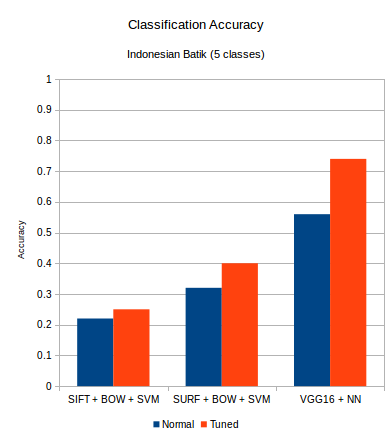 Classification Accuracy
Indonesian Batik (5 classes)
1
0.9
0.8
0.7
0.6
0.5
0.4
0.3
0.2
0.1
0
Accuracy
SIFT + BOW + SVM
SURF + BOW + SVM
VGG16 + NN
Normal
Tuned